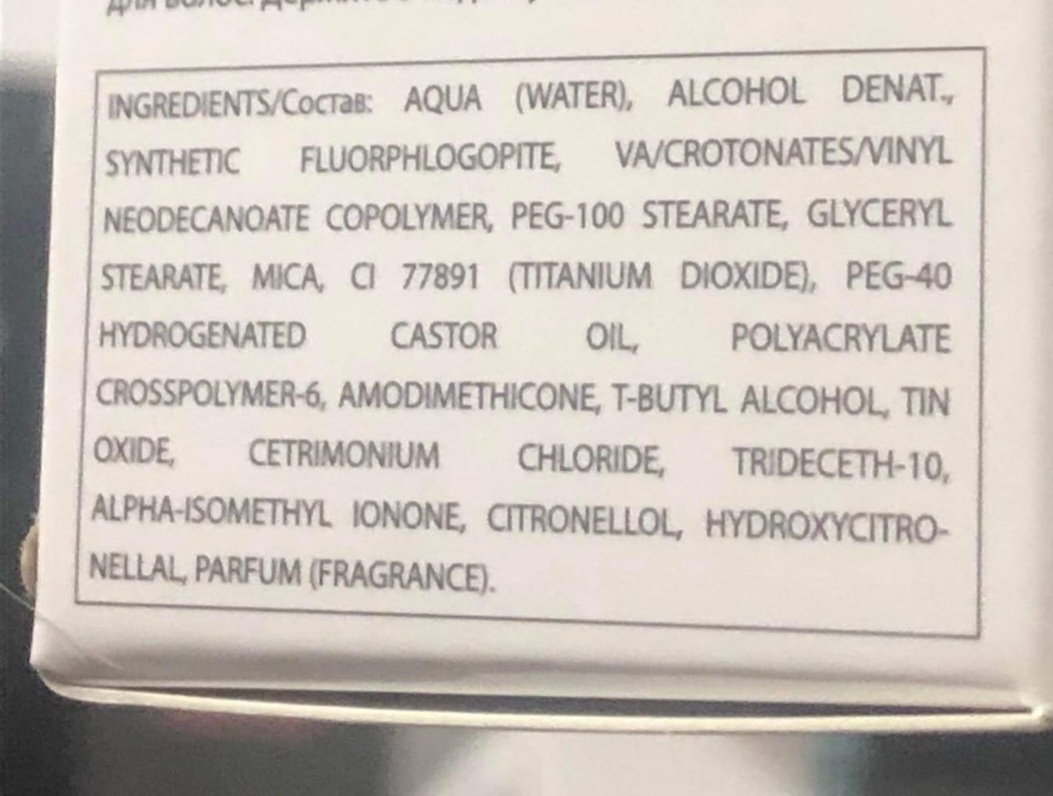 для волос.
INGREDIENTS/Состав: AQUA (WATER), ALCOHOL DENAT.,
SYNTHETIC FLUORPHLOGOPITE, VA/CROTONATES/VINYL
NEODECANOATE COPOLYMER, PEG-100 STEARATE, GLYCERYL
STEARATE, MICA, CI 77891 (TITANIUM DIOXIDE), PEG-40
HYDROGENATED CASTOR OIL, POLYACRYLATE
CROSSPOLYMER-6, AMODIMETHICONE, T-BUTYL ALCOHOL, TIN
OXIDE, CETRIMONIUM CHLORIDE, TRIDECETH-10,
ALPHA-ISOMETHYL IONONE, CITRONELLOL, HYDROXYCITRO-
NELLAL, PARFUM (FRAGRANCE).